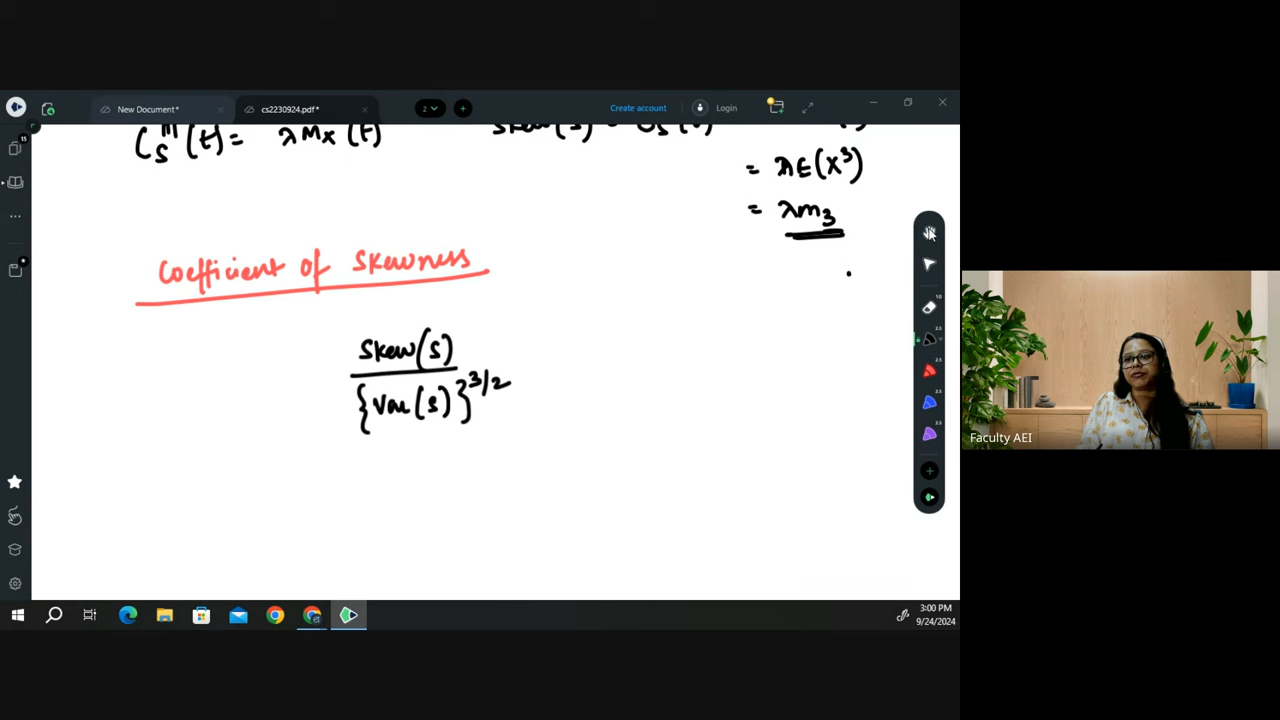 New Document*
cs2230924.pdf*
2
Create account
Login
C_S'''(t) = λM_X'''(t)
= λE(X³)
= λm₃
Coefficient of Skewness
Skew(S)
{Var(S)}^3/2
Faculty AEI
3:00 PM
9/24/2024